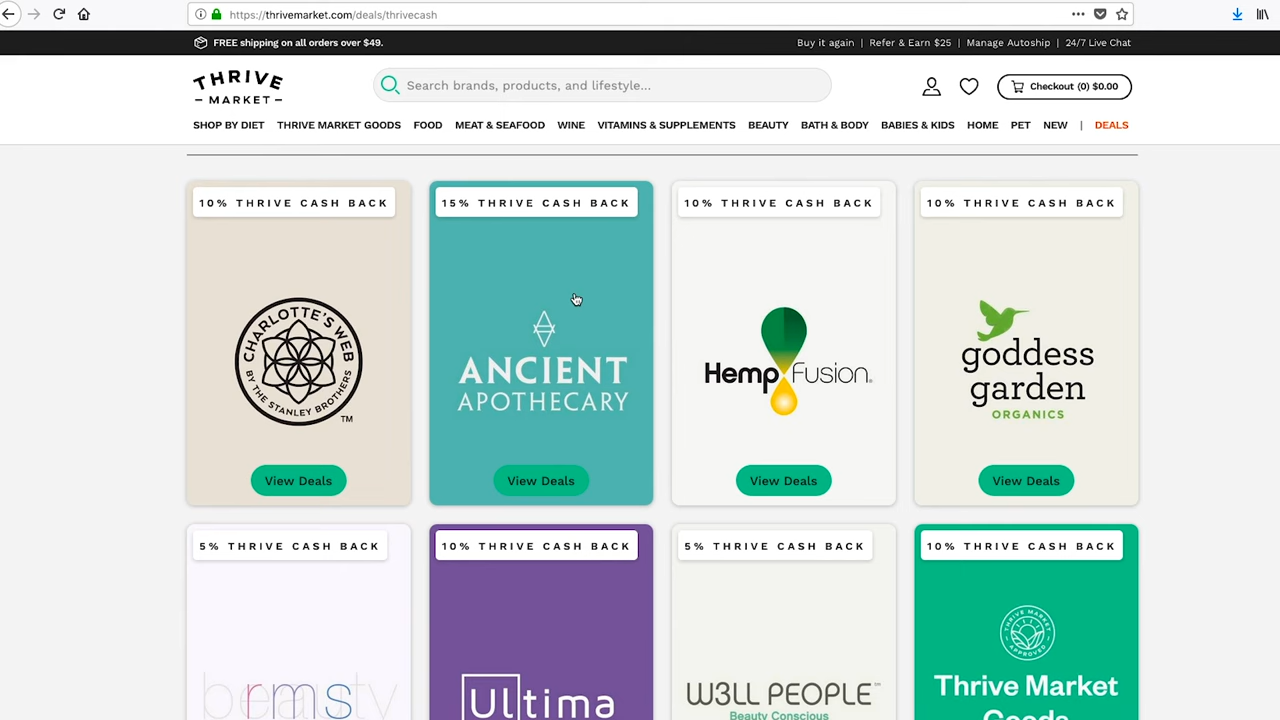 https://thrivemarket.com/deals/thrivecash
FREE shipping on all orders over $49.
Buy it again | Refer & Earn $25 | Manage Autoship | 24/7 Live Chat
THRIVE
MARKET
Search brands, products, and lifestyle...
Checkout (0) $0.00
SHOP BY DIET THRIVE MARKET GOODS FOOD MEAT & SEAFOOD WINE VITAMINS & SUPPLEMENTS BEAUTY BATH & BODY BABIES & KIDS HOME PET NEW | DEALS
10% THRIVE CASH BACK
CHARLOTTE'S WEB
BY THE STANLEY BROTHERS
TM
View Deals
15% THRIVE CASH BACK
ANCIENT
APOTHECARY
View Deals
10% THRIVE CASH BACK
HempFusion®
View Deals
10% THRIVE CASH BACK
goddess
garden
ORGANICS
View Deals
5% THRIVE CASH BACK
10% THRIVE CASH BACK
Ultima
5% THRIVE CASH BACK
W3LL PEOPLE
Beauty Conscious
10% THRIVE CASH BACK
THRIVE MARKET
APPROVED
Thrive Market
Goods